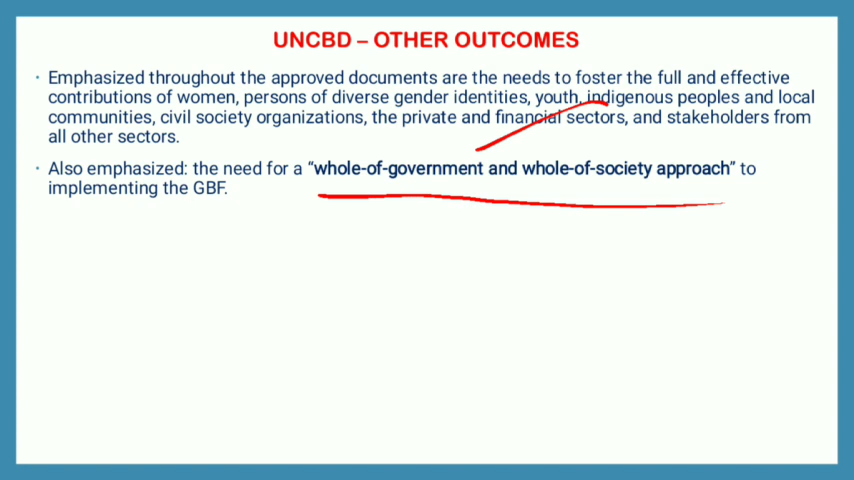 UNCBD – OTHER OUTCOMES
• Emphasized throughout the approved documents are the needs to foster the full and effective
contributions of women, persons of diverse gender identities, youth, indigenous peoples and local
communities, civil society organizations, the private and financial sectors, and stakeholders from
all other sectors.
• Also emphasized: the need for a “whole-of-government and whole-of-society approach” to
implementing the GBF.